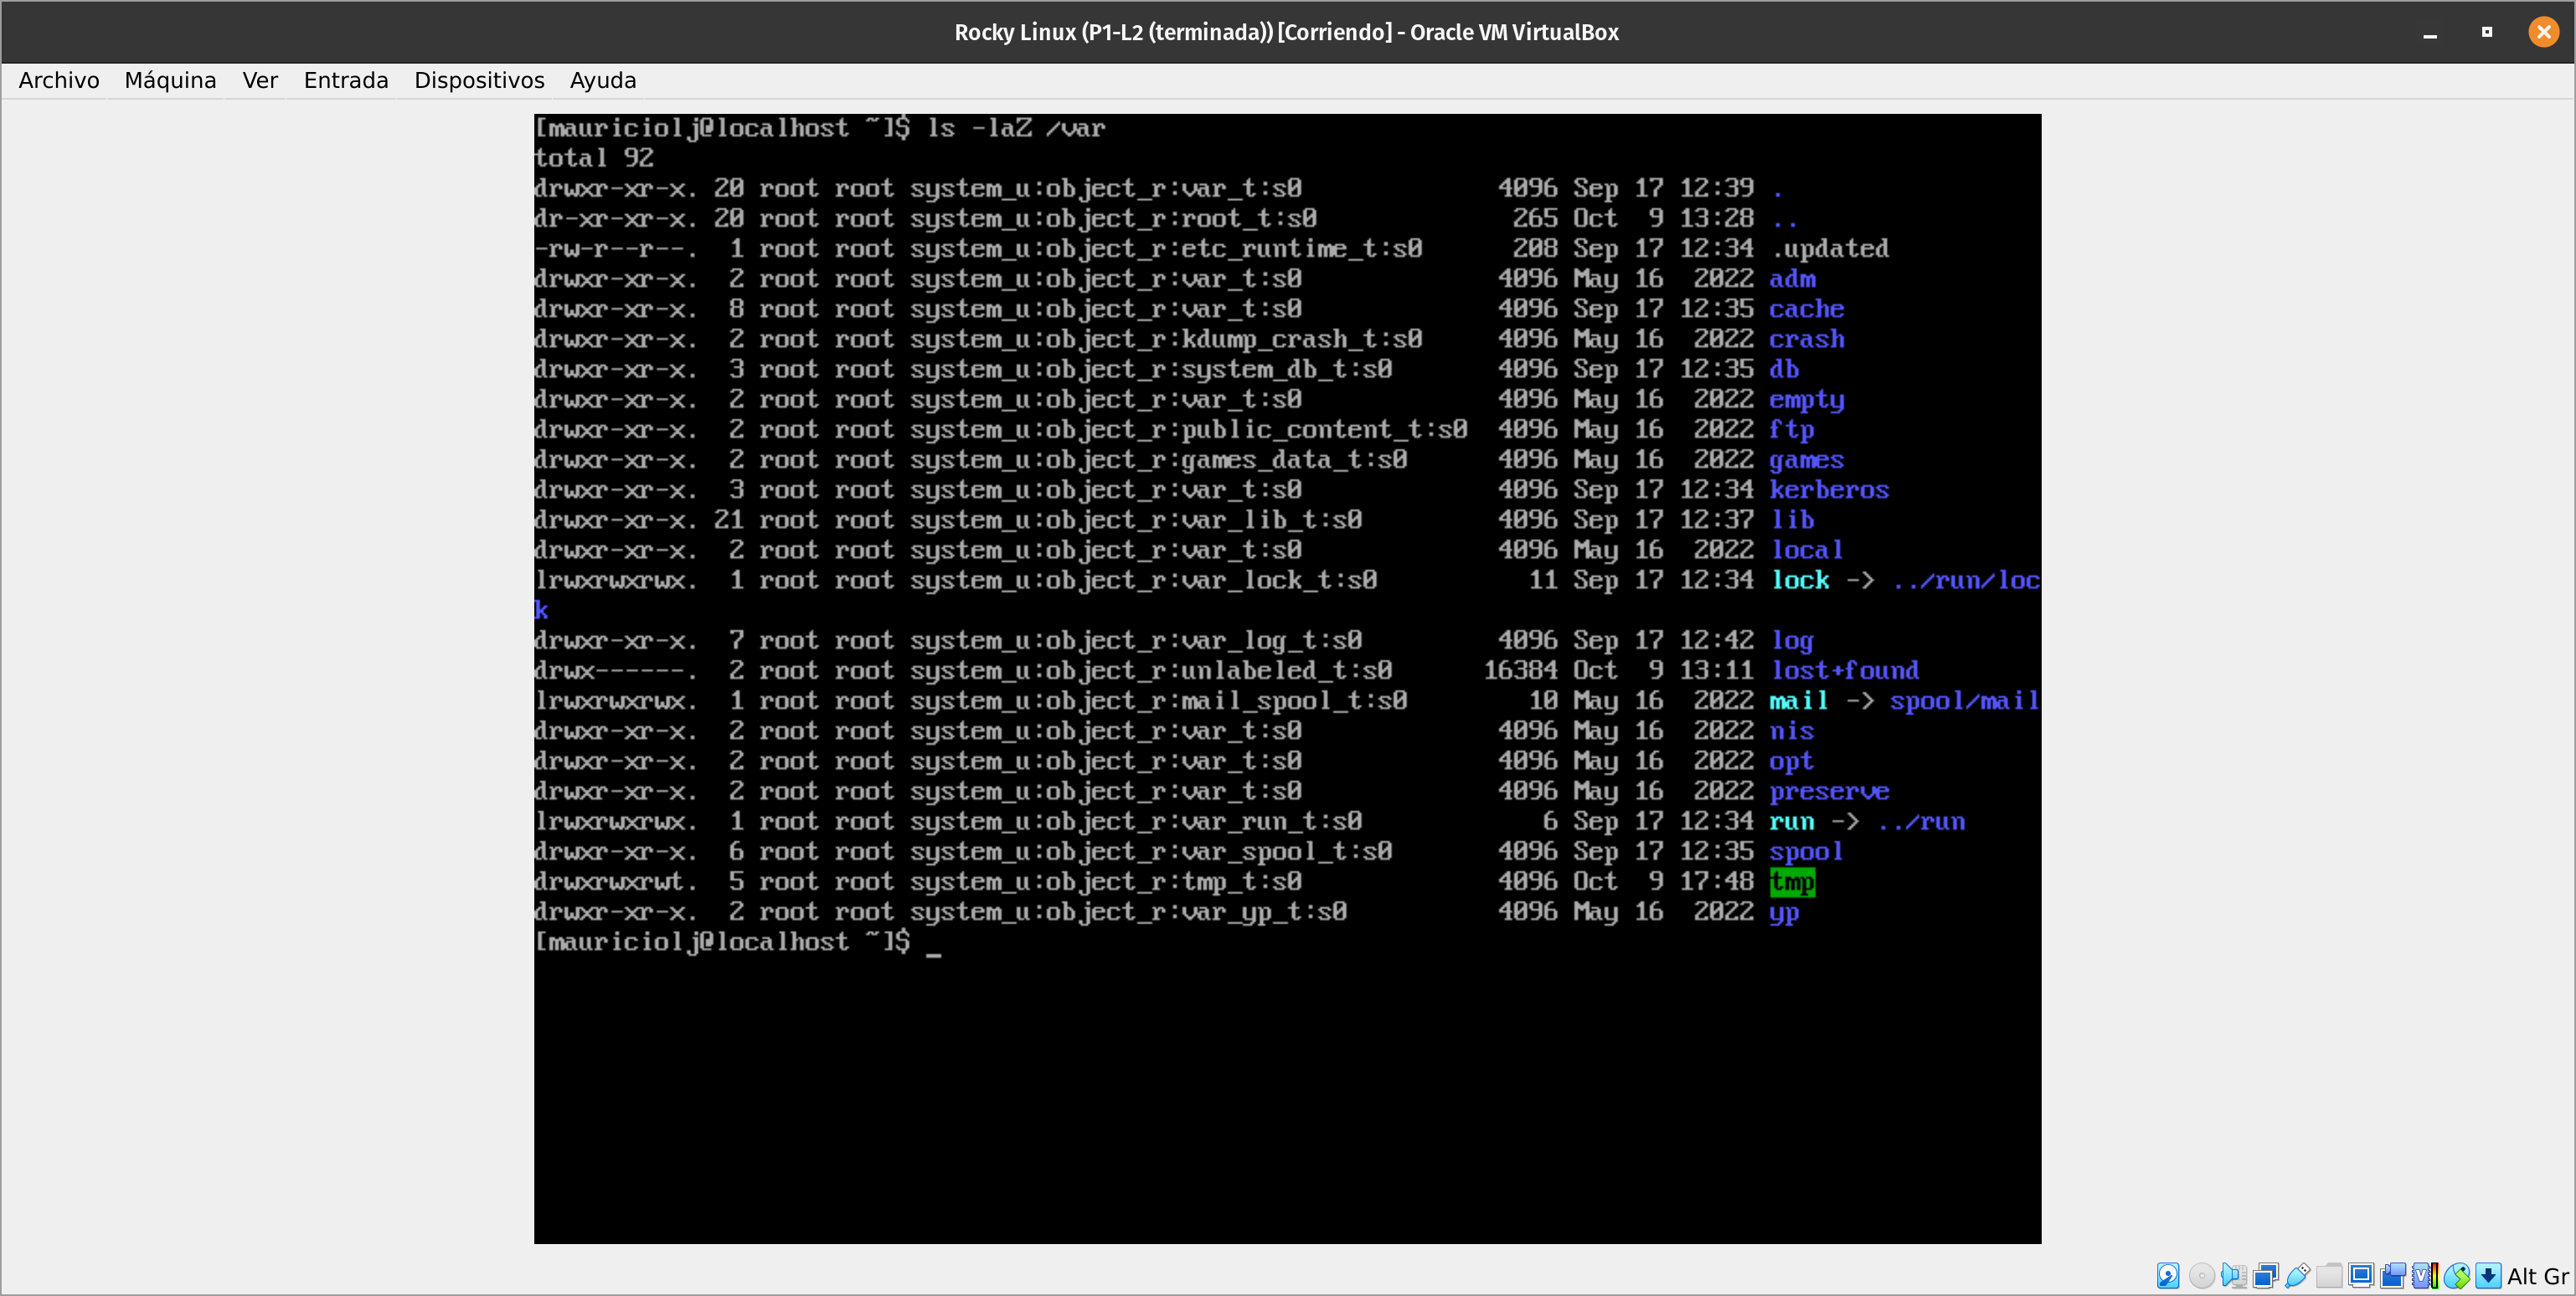 Rocky Linux (P1-L2 (terminada)) [Corriendo] - Oracle VM VirtualBox
Archivo Máquina Ver Entrada Dispositivos Ayuda
[mauriciolj@localhost ~]$ ls -laZ /var
total 92
drwxr-xr-x. 20 root root system_u:object_r:var_t:s0 4096 Sep 17 12:39 .
dr-xr-xr-x. 20 root root system_u:object_r:root_t:s0 265 Oct 9 13:28 ..
-rw-r--r--. 1 root root system_u:object_r:etc_runtime_t:s0 208 Sep 17 12:34 .updated
drwxr-xr-x. 2 root root system_u:object_r:var_t:s0 4096 May 16 2022 adm
drwxr-xr-x. 8 root root system_u:object_r:var_t:s0 4096 Sep 17 12:35 cache
drwxr-xr-x. 2 root root system_u:object_r:kdump_crash_t:s0 4096 May 16 2022 crash
drwxr-xr-x. 3 root root system_u:object_r:system_db_t:s0 4096 Sep 17 12:35 db
drwxr-xr-x. 2 root root system_u:object_r:var_t:s0 4096 May 16 2022 empty
drwxr-xr-x. 2 root root system_u:object_r:public_content_t:s0 4096 May 16 2022 ftp
drwxr-xr-x. 2 root root system_u:object_r:games_data_t:s0 4096 May 16 2022 games
drwxr-xr-x. 3 root root system_u:object_r:var_t:s0 4096 Sep 17 12:34 kerberos
drwxr-xr-x. 21 root root system_u:object_r:var_lib_t:s0 4096 Sep 17 12:37 lib
drwxr-xr-x. 2 root root system_u:object_r:var_t:s0 4096 May 16 2022 local
lrwxrwxrwx. 1 root root system_u:object_r:var_lock_t:s0 11 Sep 17 12:34 lock -> ../run/loc
k
drwxr-xr-x. 7 root root system_u:object_r:var_log_t:s0 4096 Sep 17 12:42 log
drwx------. 2 root root system_u:object_r:unlabeled_t:s0 16384 Oct 9 13:11 lost+found
lrwxrwxrwx. 1 root root system_u:object_r:mail_spool_t:s0 10 May 16 2022 mail -> spool/mail
drwxr-xr-x. 2 root root system_u:object_r:var_t:s0 4096 May 16 2022 nis
drwxr-xr-x. 2 root root system_u:object_r:var_t:s0 4096 May 16 2022 opt
drwxr-xr-x. 2 root root system_u:object_r:var_t:s0 4096 May 16 2022 preserve
lrwxrwxrwx. 1 root root system_u:object_r:var_run_t:s0 6 Sep 17 12:34 run -> ../run
drwxr-xr-x. 6 root root system_u:object_r:var_spool_t:s0 4096 Sep 17 12:35 spool
drwxrwxrwt. 5 root root system_u:object_r:tmp_t:s0 4096 Oct 9 17:48 tmp
drwxr-xr-x. 2 root root system_u:object_r:var_yp_t:s0 4096 May 16 2022 yp
[mauriciolj@localhost ~]$ _
Alt Gr